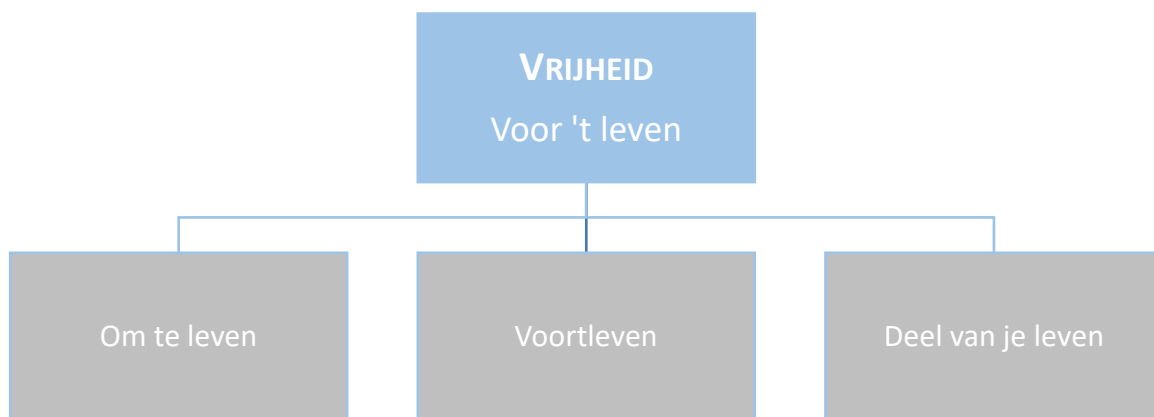 VRIJHEID
Voor 't leven
Om te leven
Voortleven
Deel van je leven